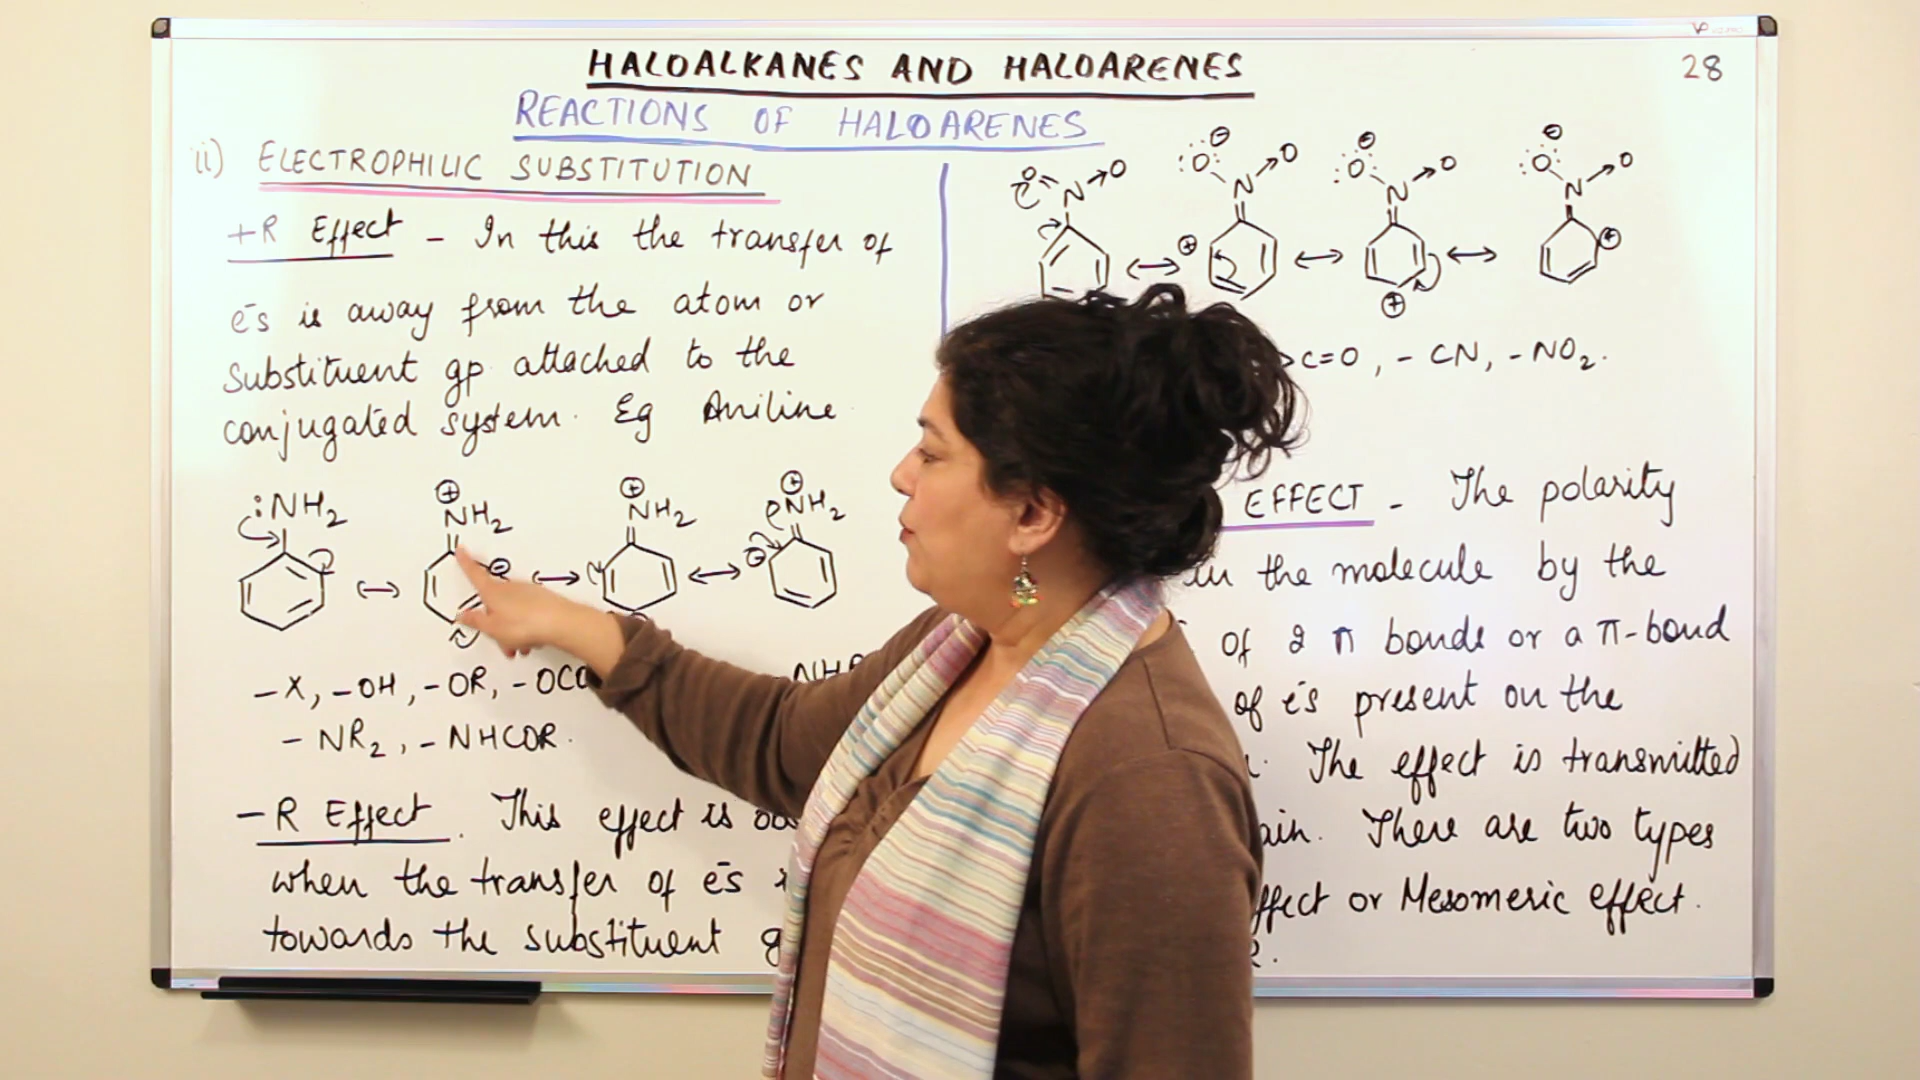 HALOALKANES AND HALOARENES
28
REACTIONS OF HALOARENES
ii) ELECTROPHILIC SUBSTITUTION
+R Effect - In this the transfer of
ēs is away from the atom or
substituent gp. attached to the
conjugated system. Eg Aniline
:NH₂ ⊕ NH₂ ⊕ NH₂ ⊕ NH₂
⊖ ⊖
-X, -OH, -OR,
-NR₂, -NHCOR.
-R Effect. This effect is
when the transfer of ēs
towards the substituent
O N→O ⊖ :O: N→O ⊖ :O: N→O ⊖ :O: N→O
⊕ ⊕ ⊕
>C=O, -CN, -NO₂.
EFFECT - The polarity
in the molecule by the
of 2 π bonds or a π-bond
of ēs present on the
The effect is transmitted
There are two types
or Mesomeric effect.